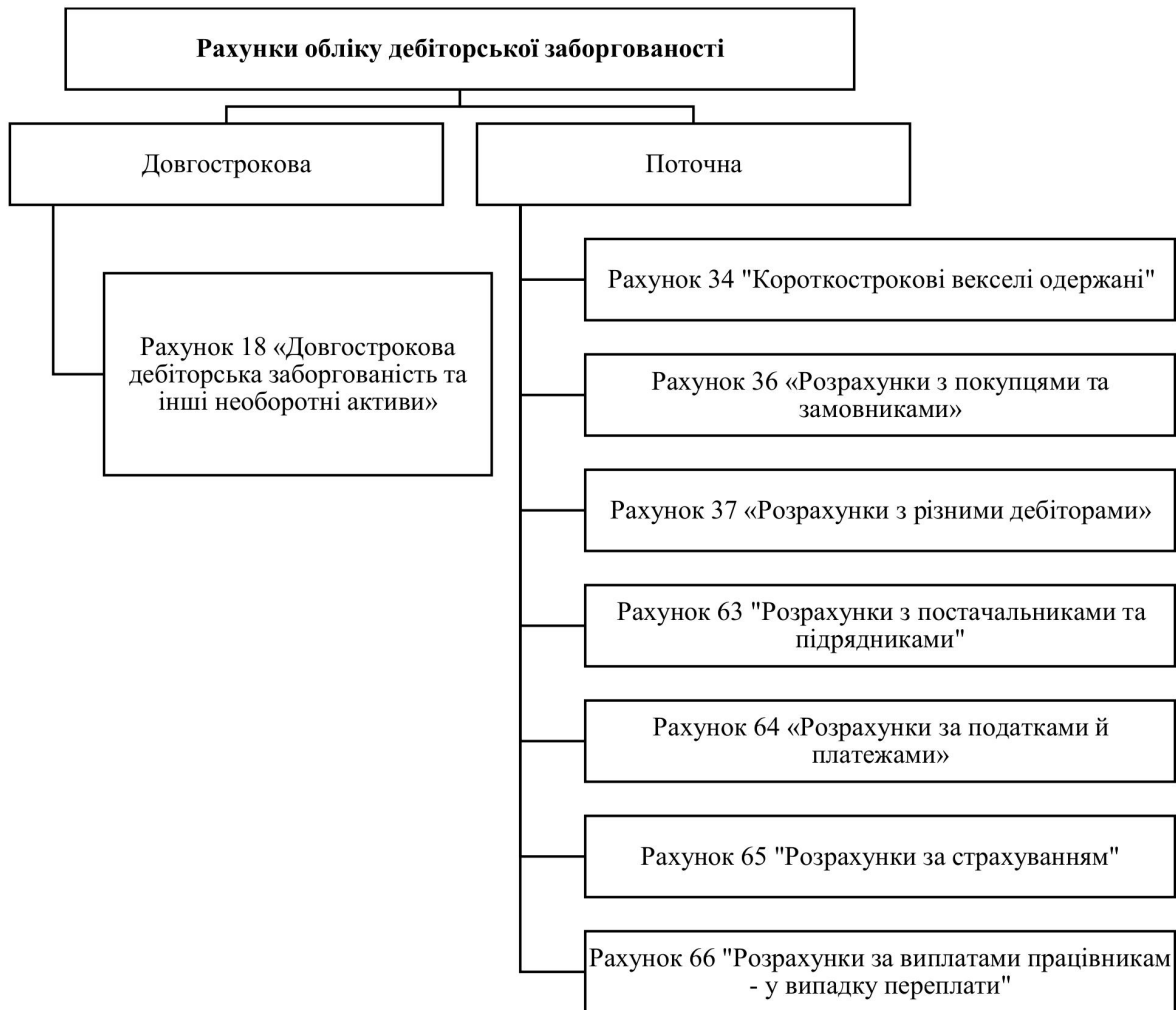 Рахунки обліку дебіторської заборгованості
Довгострокова
Поточна
Рахунок 18 «Довгострокова
дебіторська заборгованість та
інші необоротні активи»
Рахунок 34 "Короткострокові векселі одержані"
Рахунок 36 «Розрахунки з покупцями та
замовниками»
Рахунок 37 «Розрахунки з різними дебіторами»
Рахунок 63 "Розрахунки з постачальниками та
підрядниками"
Рахунок 64 «Розрахунки за податками й
платежами»
Рахунок 65 "Розрахунки за страхуванням"
Рахунок 66 "Розрахунки за виплатами працівникам
- у випадку переплати"